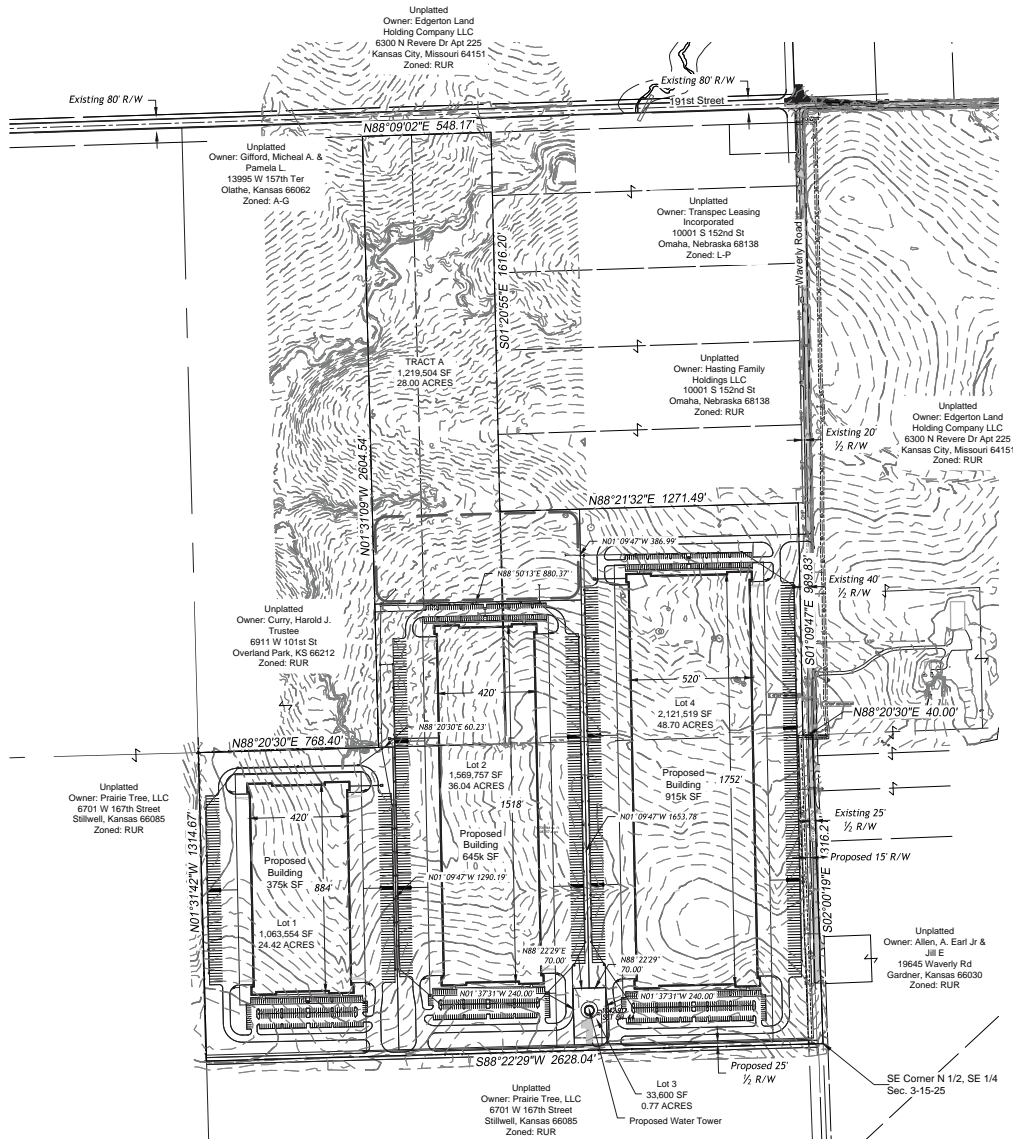 Unplatted
Owner: Edgerton Land
Holding Company LLC
6300 N Revere Dr Apt 225
Kansas City, Missouri 64151
Zoned: RUR
Existing 80' R/W
Existing 80' R/W
191st Street
N88°09'02"E 548.17'
Unplatted
Owner: Gifford, Micheal A. &
Pamela L.
13995 W 157th Ter
Olathe, Kansas 66062
Zoned: A-G
Unplatted
Owner: Transpec Leasing
Incorporated
10001 S 152nd St
Omaha, Nebraska 68138
Zoned: L-P
Waverly Road
S01°20'55"E 1616.20'
TRACT A
1,219,504 SF
28.00 ACRES
Unplatted
Owner: Hasting Family
Holdings LLC
10001 S 152nd St
Omaha, Nebraska 68138
Zoned: RUR
Unplatted
Owner: Edgerton Land
Holding Company LLC
6300 N Revere Dr Apt 225
Kansas City, Missouri 64151
Zoned: RUR
Existing 20'
½ R/W
N01°31'09"W 2604.54'
N88°21'32"E 1271.49'
N01°09'47"W 386.99'
N88°50'13"E 880.37'
S01°09'47"E 989.83'
Existing 40'
½ R/W
Unplatted
Owner: Curry, Harold J.
Trustee
6911 W 101st St
Overland Park, KS 66212
Zoned: RUR
420'
520'
Lot 4
2,121,519 SF
48.70 ACRES
N88°20'30"E 40.00'
N88°20'30"E 60.23'
N88°20'30"E 768.40'
Lot 2
1,569,757 SF
36.04 ACRES
Unplatted
Owner: Prairie Tree, LLC
6701 W 167th Street
Stillwell, Kansas 66085
Zoned: RUR
N01°31'42"W 1314.67'
420'
1518'
Proposed
Building
915k SF
1752'
Existing 25'
½ R/W
N01°09'47"W 1653.78'
Proposed
Building
645k SF
Proposed 15' R/W
S02°00'19"E 1316.21'
Proposed
Building
375k SF
884'
N01°09'47"W 1290.19'
Lot 1
1,063,554 SF
24.42 ACRES
Unplatted
Owner: Allen, A. Earl Jr &
Jill E
19645 Waverly Rd
Gardner, Kansas 66030
Zoned: RUR
N88°22'29"E
70.00'
N88°22'29"
70.00'
N01°37'31"W 240.00'
N01°37'31"W 240.00'
S88°22'29"W 2628.04'
Proposed 25'
½ R/W
SE Corner N 1/2, SE 1/4
Sec. 3-15-25
Lot 3
33,600 SF
0.77 ACRES
Proposed Water Tower
Unplatted
Owner: Prairie Tree, LLC
6701 W 167th Street
Stillwell, Kansas 66085
Zoned: RUR